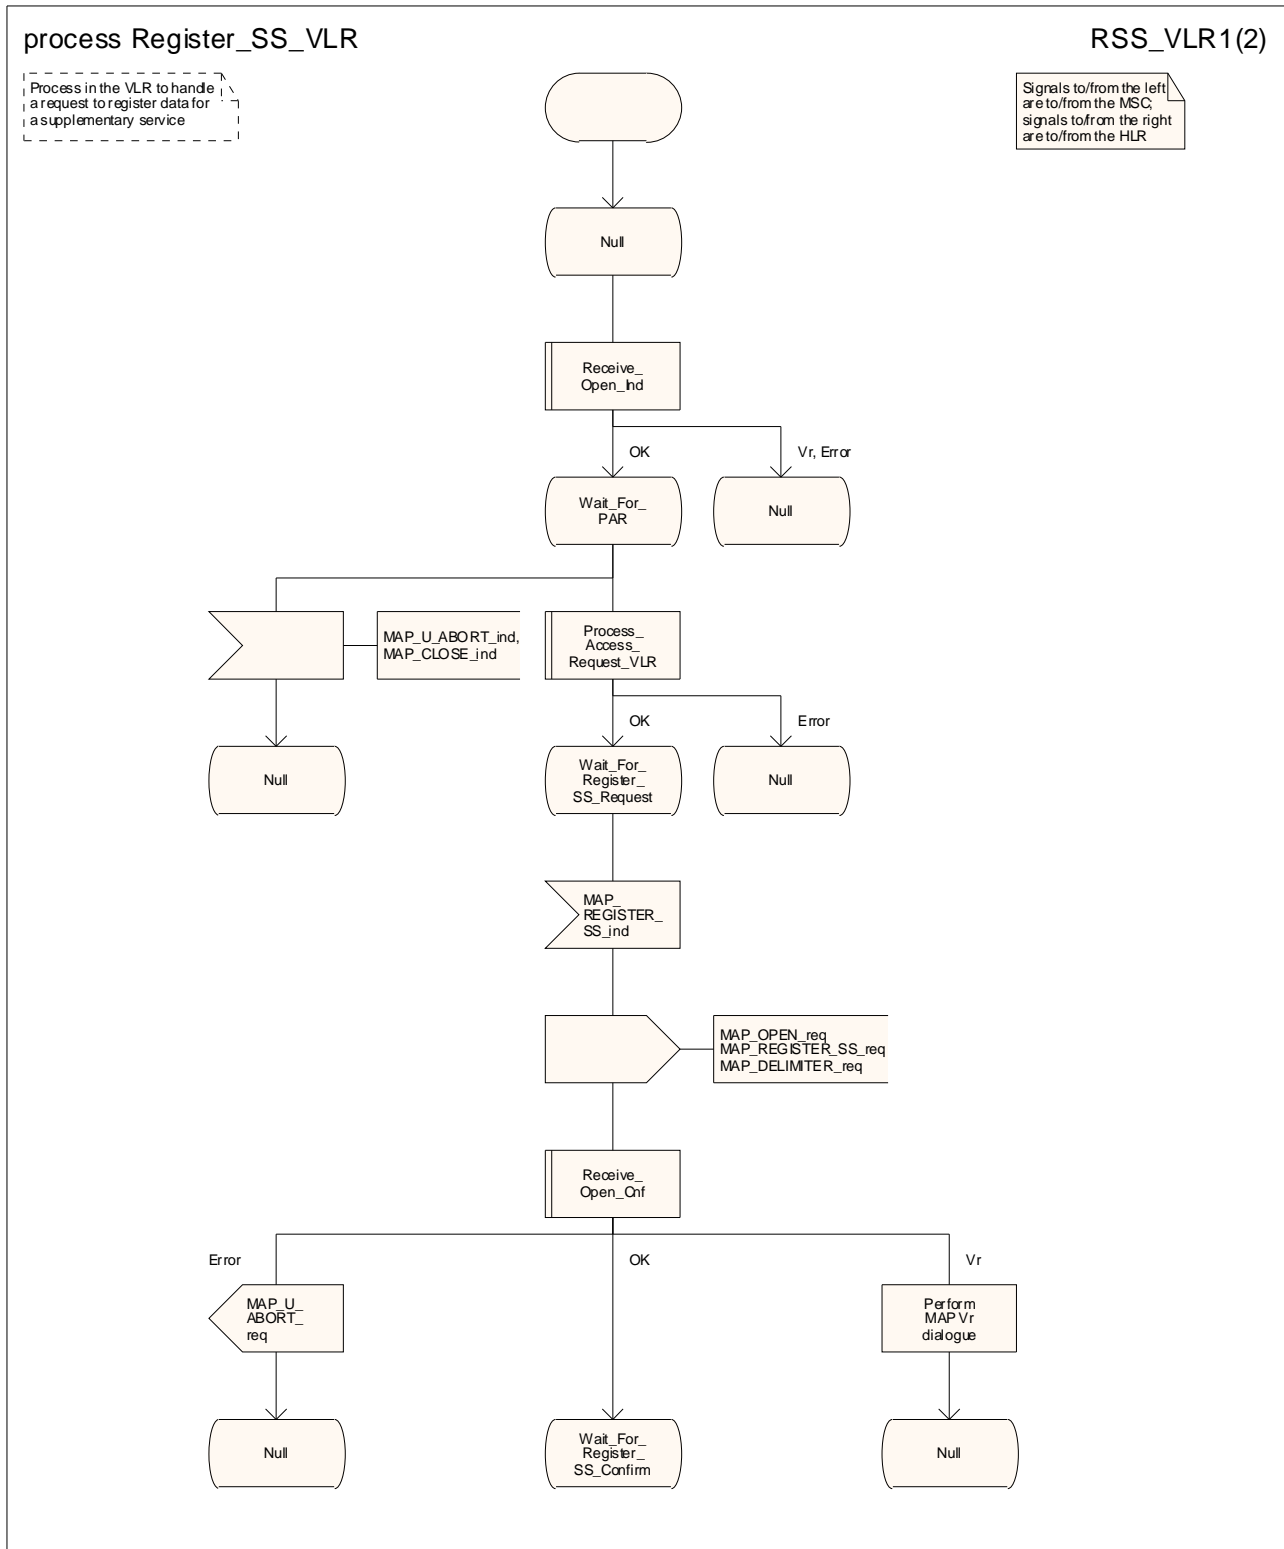 process Register_SS_VLR
RSS_VLR1(2)
Process in the VLR to handle
a request to register data for
a supplementary service
Signals to/from the left
are to/from the MSC;
signals to/from the right
are to/from the HLR
Null
Receive_
Open_Ind
OK
Vr, Error
Wait_For_
PAR
Null
MAP_U_ABORT_ind,
MAP_CLOSE_ind
Process_
Access_
Request_VLR
OK
Error
Null
Wait_For_
Register_
SS_Request
Null
MAP_
REGISTER_
SS_ind
MAP_OPEN_req
MAP_REGISTER_SS_req
MAP_DELIMITER_req
Receive_
Open_Cnf
Error
OK
Vr
MAP_U_
ABORT_
req
Perform
MAP Vr
dialogue
Null
Wait_For_
Register_
SS_Confirm
Null